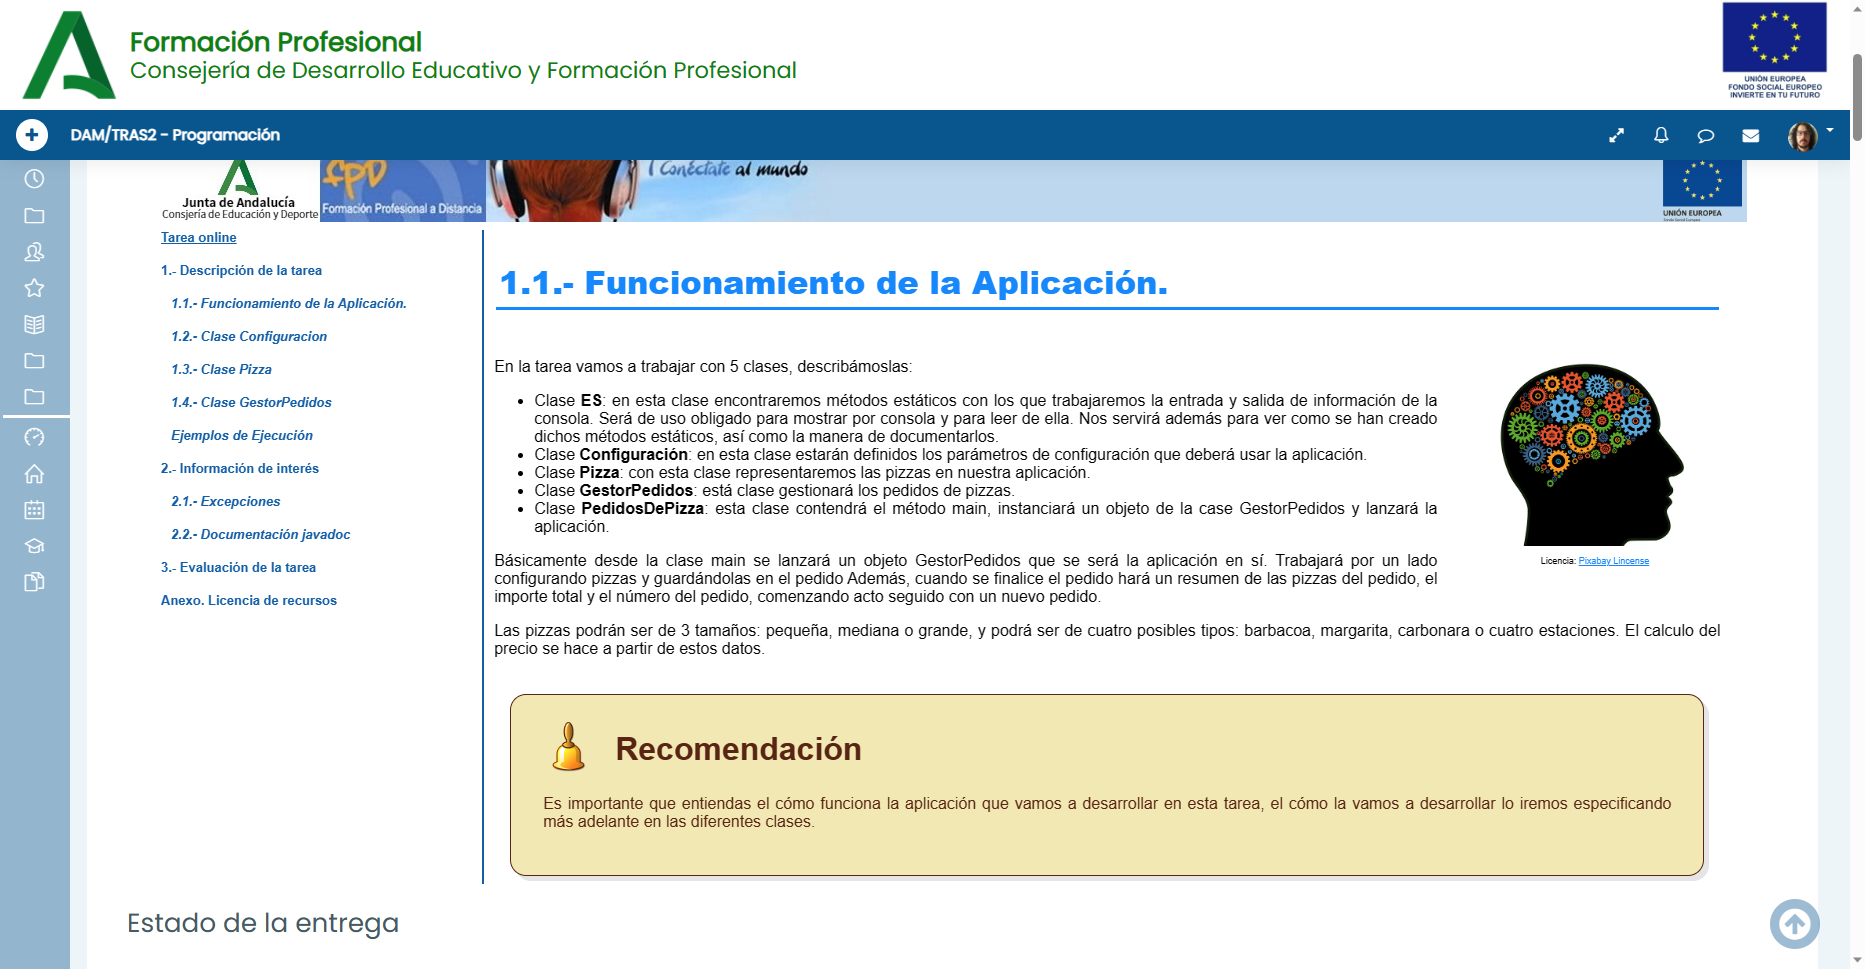 Formación Profesional
Consejería de Desarrollo Educativo y Formación Profesional
UNIÓN EUROPEA
FONDO SOCIAL EUROPEO
INVIERTE EN TU FUTURO
DAM/TRAS2 - Programación
Junta de Andalucía
Consejería de Educación y Deporte
fpD
Formación Profesional a Distancia
Conéctate al mundo
UNIÓN EUROPEA
Fondo Social Europeo
Tarea online
1.- Descripción de la tarea
1.1.- Funcionamiento de la Aplicación.
1.2.- Clase Configuracion
1.3.- Clase Pizza
1.4.- Clase GestorPedidos
Ejemplos de Ejecución
2.- Información de interés
2.1.- Excepciones
2.2.- Documentación javadoc
3.- Evaluación de la tarea
Anexo. Licencia de recursos
1.1.- Funcionamiento de la Aplicación.
En la tarea vamos a trabajar con 5 clases, describámoslas:
• Clase ES: en esta clase encontraremos métodos estáticos con los que trabajaremos la entrada y salida de información de la
consola. Será de uso obligado para mostrar por consola y para leer de ella. Nos servirá además para ver como se han creado
dichos métodos estáticos, así como la manera de documentarlos.
• Clase Configuración: en esta clase estarán definidos los parámetros de configuración que deberá usar la aplicación.
• Clase Pizza: con esta clase representaremos las pizzas en nuestra aplicación.
• Clase GestorPedidos: está clase gestionará los pedidos de pizzas.
• Clase PedidosDePizza: esta clase contendrá el método main, instanciará un objeto de la case GestorPedidos y lanzará la
aplicación.
Licencia: Pixabay Lincense
Básicamente desde la clase main se lanzará un objeto GestorPedidos que se será la aplicación en sí. Trabajará por un lado
configurando pizzas y guardándolas en el pedido Además, cuando se finalice el pedido hará un resumen de las pizzas del pedido, el
importe total y el número del pedido, comenzando acto seguido con un nuevo pedido.
Las pizzas podrán ser de 3 tamaños: pequeña, mediana o grande, y podrá ser de cuatro posibles tipos: barbacoa, margarita, carbonara o cuatro estaciones. El calculo del
precio se hace a partir de estos datos.
Recomendación
Es importante que entiendas el cómo funciona la aplicación que vamos a desarrollar en esta tarea, el cómo la vamos a desarrollar lo iremos especificando
más adelante en las diferentes clases.
Estado de la entrega